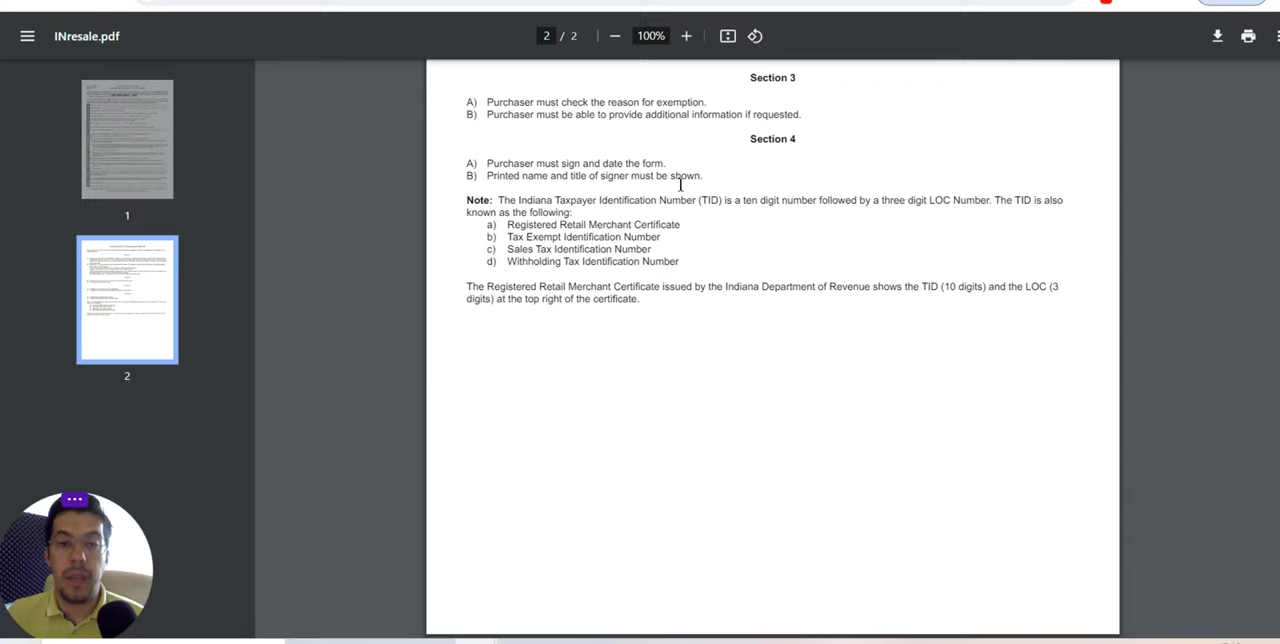 INresale.pdf
2 / 2
100%
1
2
Section 3
A) Purchaser must check the reason for exemption.
B) Purchaser must be able to provide additional information if requested.
Section 4
A) Purchaser must sign and date the form.
B) Printed name and title of signer must be shown.
Note: The Indiana Taxpayer Identification Number (TID) is a ten digit number followed by a three digit LOC Number. The TID is also
known as the following:
a) Registered Retail Merchant Certificate
b) Tax Exempt Identification Number
c) Sales Tax Identification Number
d) Withholding Tax Identification Number
The Registered Retail Merchant Certificate issued by the Indiana Department of Revenue shows the TID (10 digits) and the LOC (3
digits) at the top right of the certificate.